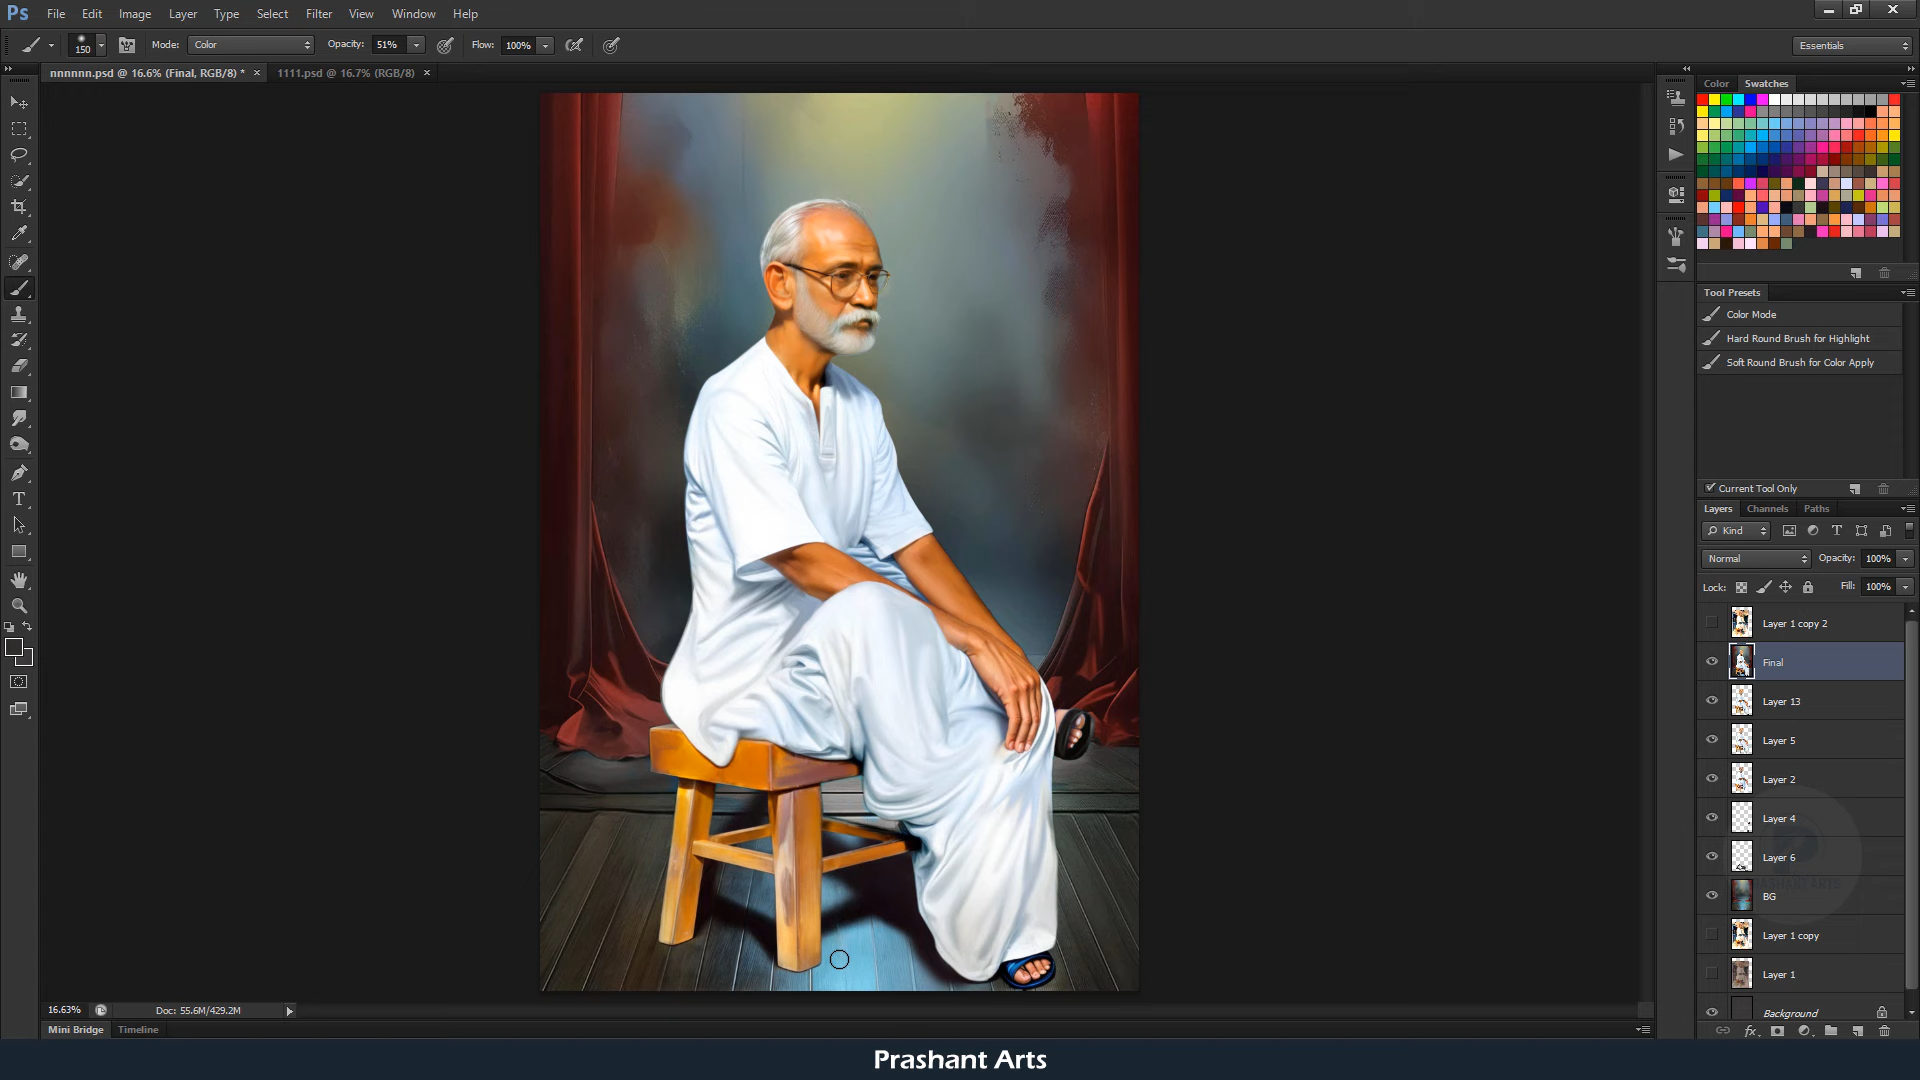 Ps File Edit Image Layer Type Select Filter View Window Help
150 Mode: Color Opacity: 51% Flow: 100% Essentials
nnnnnn.psd @ 16.6% (Final, RGB/8) * × 1111.psd @ 16.7% (RGB/8) ×
Color Swatches
Tool Presets
Color Mode
Hard Round Brush for Highlight
Soft Round Brush for Color Apply
Current Tool Only
Layers Channels Paths
Kind
Normal Opacity: 100%
Lock: Fill: 100%
Layer 1 copy 2
Final
Layer 13
Layer 5
Layer 2
Layer 4
Layer 6
BG
Layer 1 copy
Layer 1
Background
16.63% Doc: 55.6M/429.2M
Mini Bridge Timeline
Prashant Arts